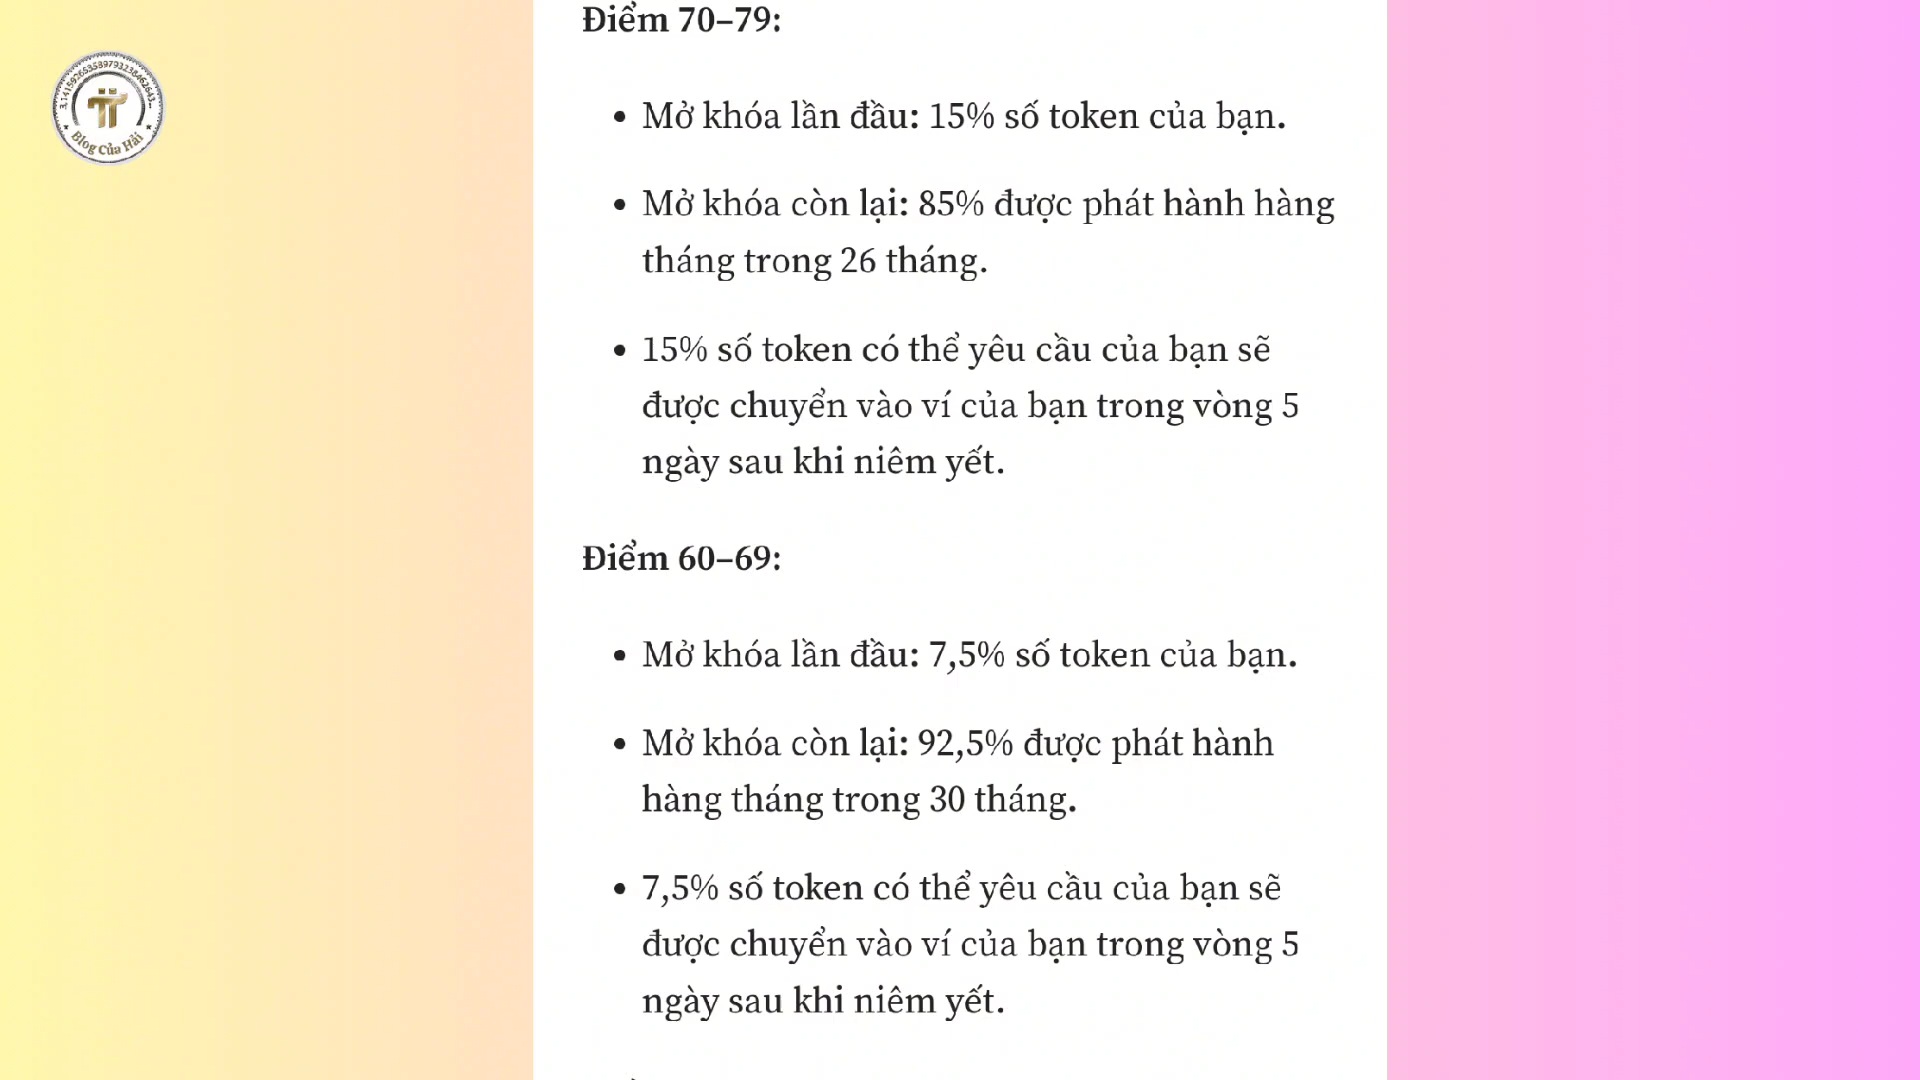 3,14159265358979323846262643...
Blog Của Hải
Điểm 70–79:
• Mở khóa lần đầu: 15% số token của bạn.
• Mở khóa còn lại: 85% được phát hành hàng
tháng trong 26 tháng.
• 15% số token có thể yêu cầu của bạn sẽ
được chuyển vào ví của bạn trong vòng 5
ngày sau khi niêm yết.
Điểm 60–69:
• Mở khóa lần đầu: 7,5% số token của bạn.
• Mở khóa còn lại: 92,5% được phát hành
hàng tháng trong 30 tháng.
• 7,5% số token có thể yêu cầu của bạn sẽ
được chuyển vào ví của bạn trong vòng 5
ngày sau khi niêm yết.